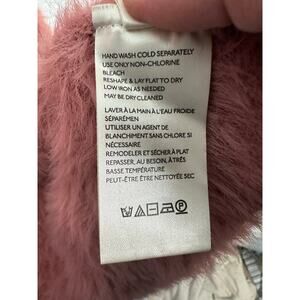 HAND WASH COLD SEPARATELY
USE ONLY NON-CHLORINE
BLEACH
RESHAPE & LAY FLAT TO DRY
LOW IRON AS NEEDED
MAY BE DRY CLEANED
LAVER À LA MAIN À L'EAU FROIDE
SÉPARÉMEN
UTILISER UN AGENT DE
BLANCHIMENT SANS CHLORE SI
NÉCESSAIRE
REMODELER ET SÉCHER À PLAT
REPASSER, AU BESOIN, À TRÈS
BASSE TEMPÉRATURE
PEUT-ÊTRE ÊTRE NETTOYÉE SEC
P